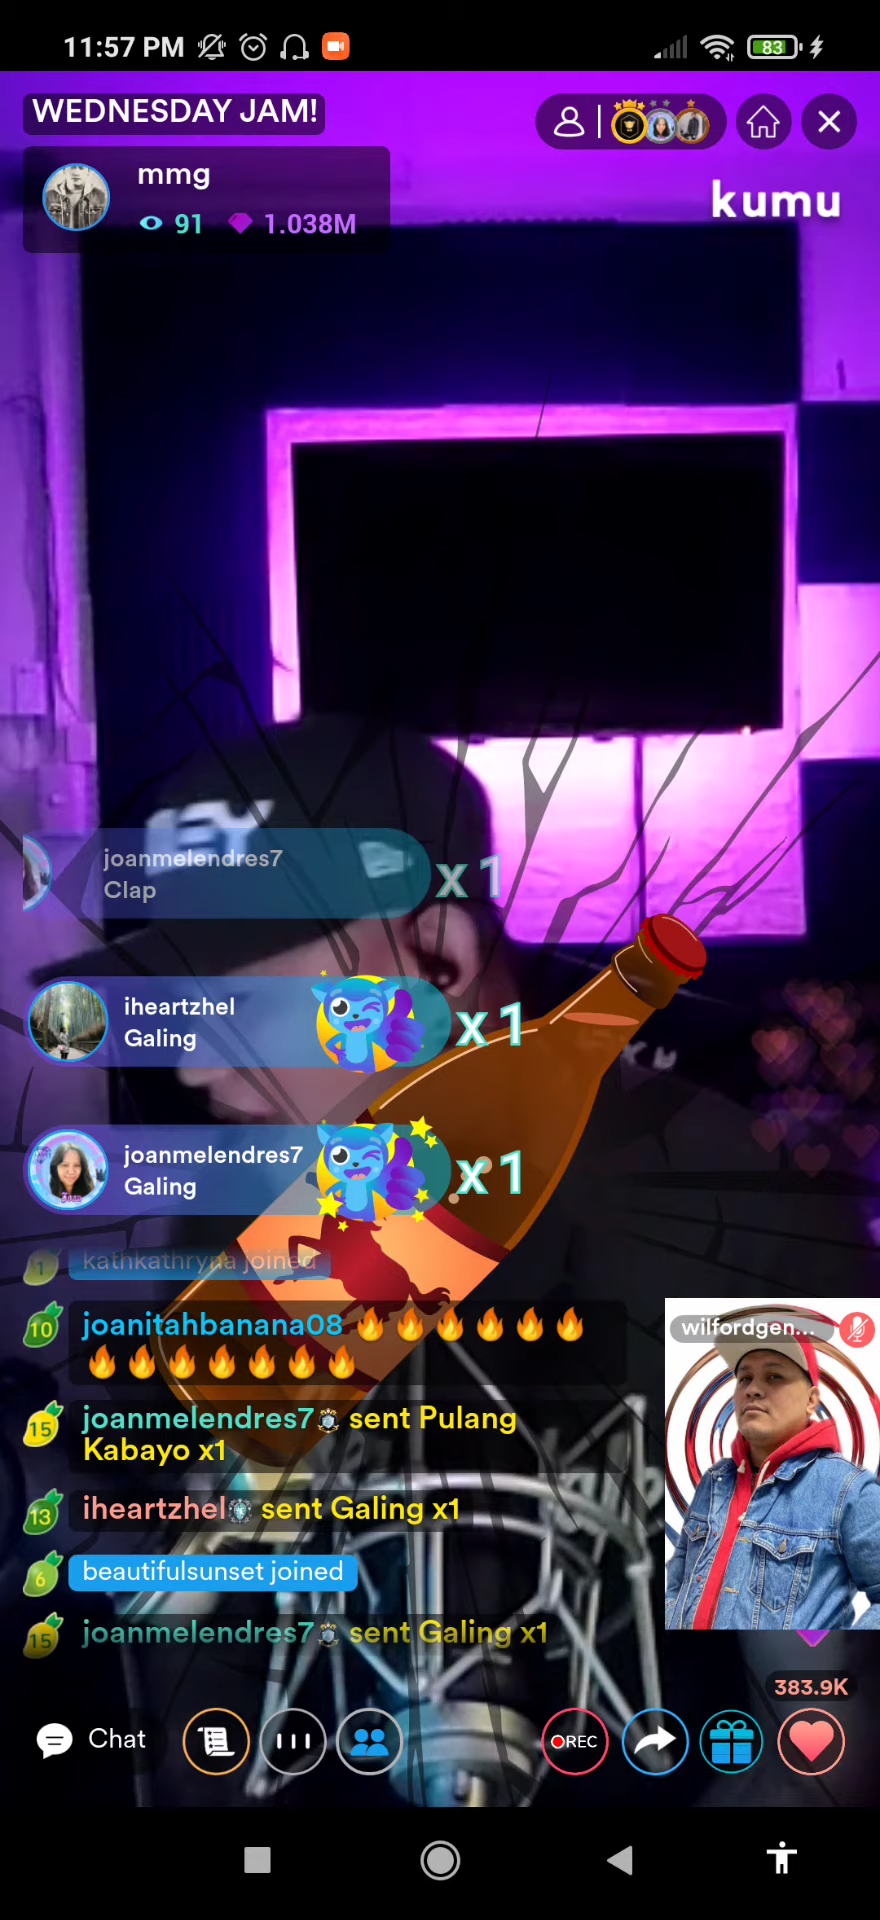 11:57 PM
83
WEDNESDAY JAM!
mmg
91 1.038M
kumu
joanmelendres7
Clap
x 1
iheartzhel
Galing
x 1
joanmelendres7
Galing
x 1
1 kathkathryna joined
10 joanitahbanana08 🔥🔥🔥🔥🔥🔥
🔥🔥🔥🔥🔥🔥🔥
15 joanmelendres7 sent Pulang
Kabayo x1
13 iheartzhel sent Galing x1
6 beautifulsunset joined
15 joanmelendres7 sent Galing x1
wilfordgen...
383.9K
Chat
REC